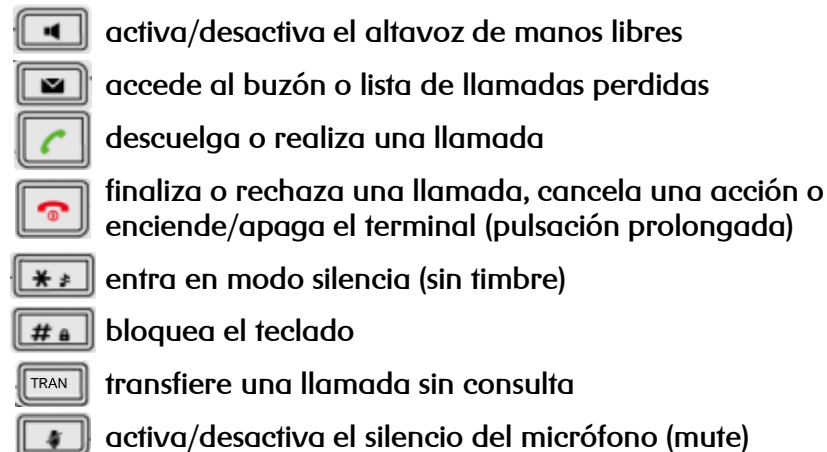 activa/desactiva el altavoz de manos libres
accede al buzón o lista de llamadas perdidas
descuelga o realiza una llamada
finaliza o rechaza una llamada, cancela una acción o
enciende/apaga el terminal (pulsación prolongada)
* entra en modo silencia (sin timbre)
# bloquea el teclado
TRAN transfiere una llamada sin consulta
activa/desactiva el silencio del micrófono (mute)